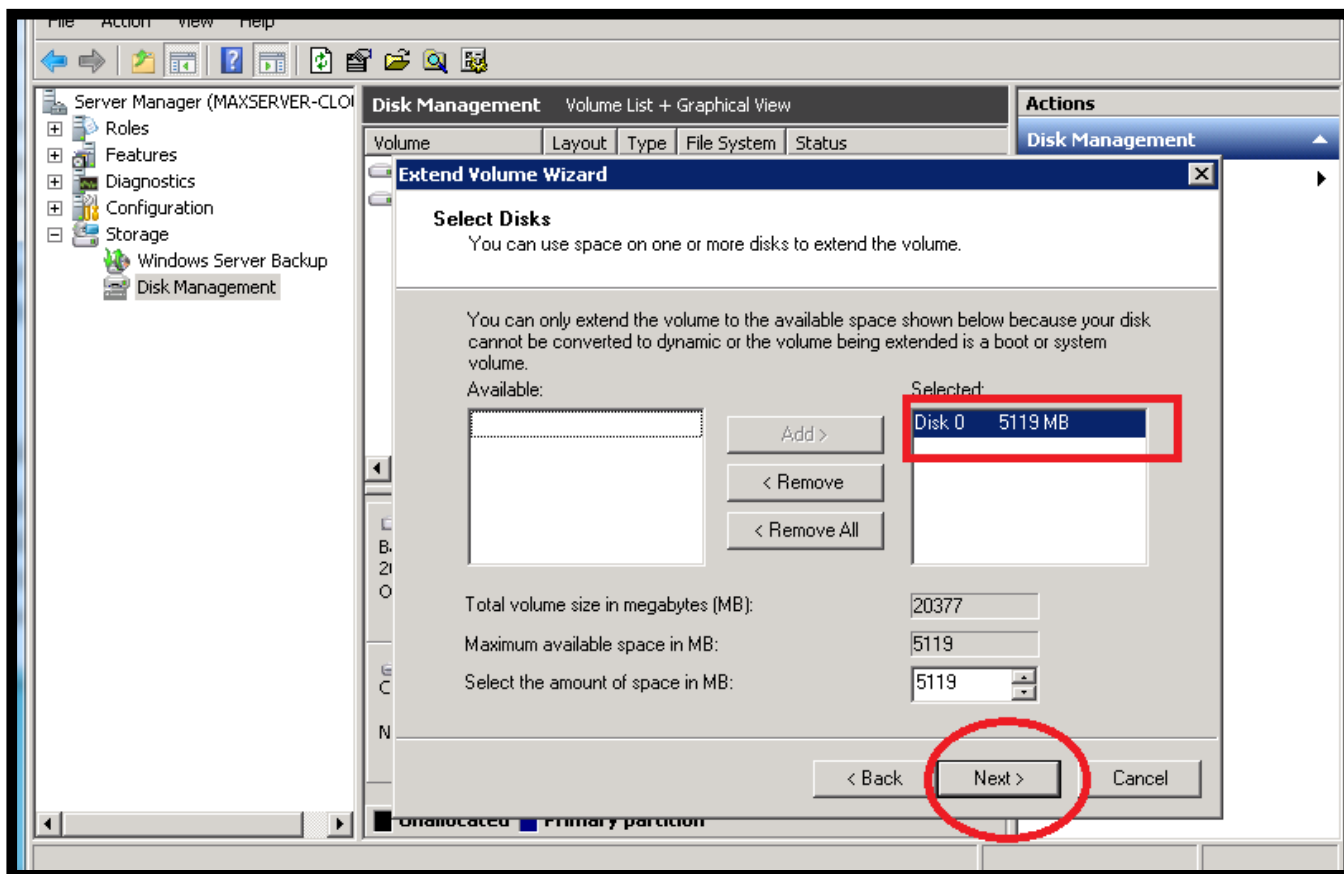 File Action View Help
Server Manager (MAXSERVER-CLO
Roles
Features
Diagnostics
Configuration
Storage
Windows Server Backup
Disk Management
Disk Management Volume List + Graphical View
Volume Layout Type File System Status
Actions
Disk Management
Extend Volume Wizard
Select Disks
You can use space on one or more disks to extend the volume.
You can only extend the volume to the available space shown below because your disk
cannot be converted to dynamic or the volume being extended is a boot or system
volume.
Available:
Selected:
Disk 0 5119 MB
Add >
< Remove
< Remove All
Total volume size in megabytes (MB): 20377
Maximum available space in MB: 5119
Select the amount of space in MB: 5119
< Back Next > Cancel
Unallocated Primary partition